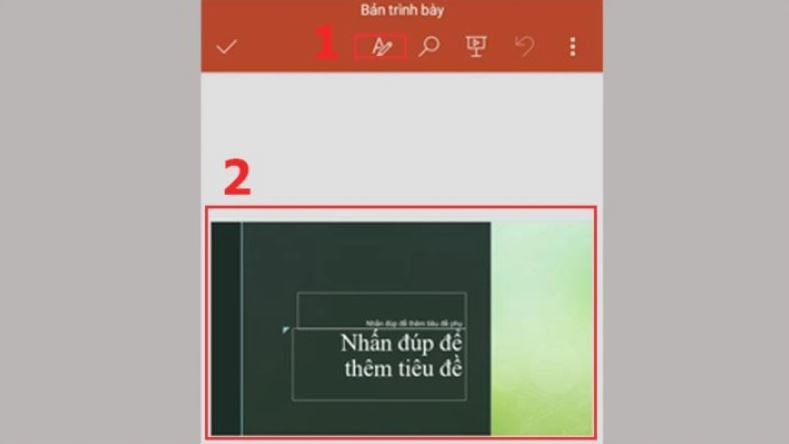 Bản trình bày
1
2
Nhấn đúp để thêm tiêu đề phụ
Nhấn đúp để
thêm tiêu đề